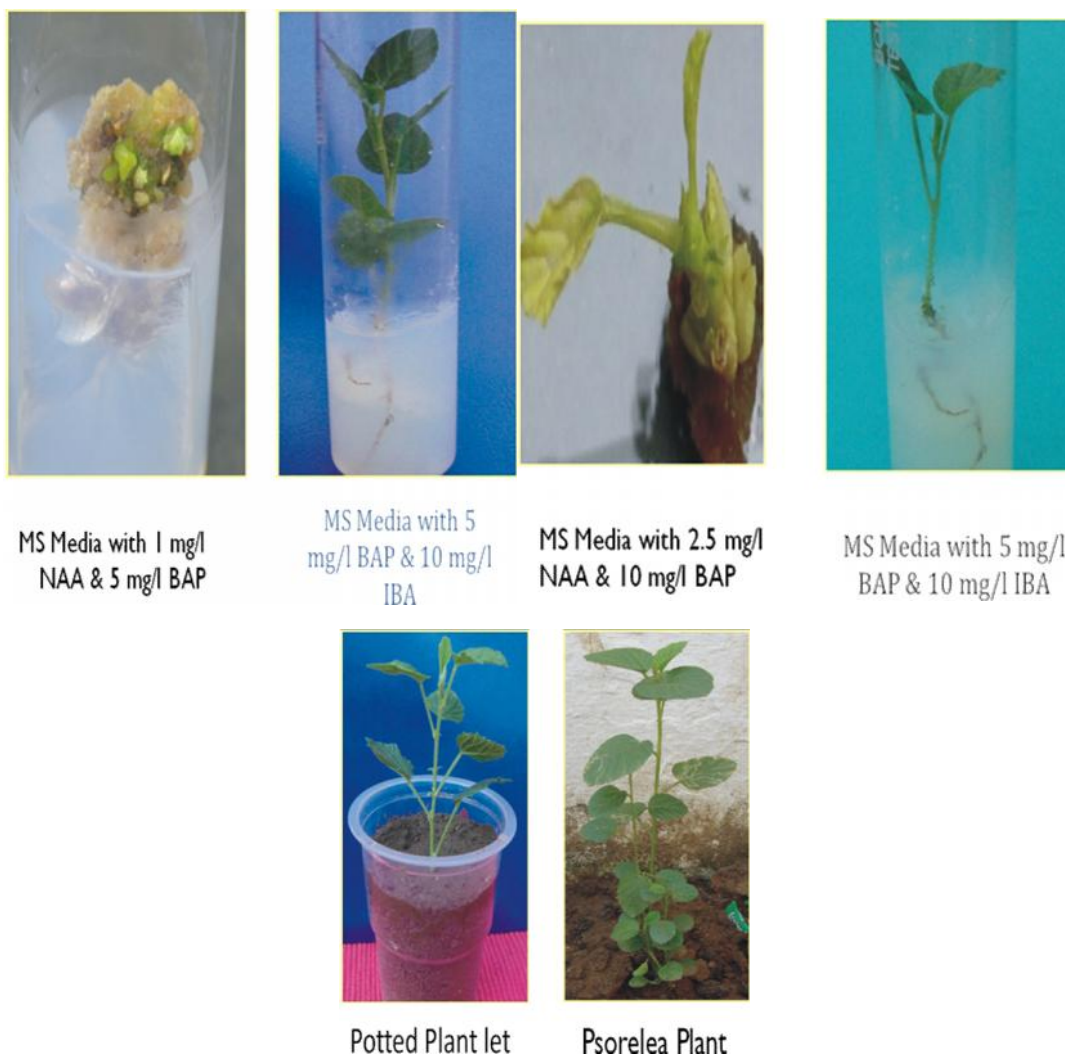 MS Media with 1 mg/l
NAA & 5 mg/l BAP
MS Media with 5
mg/l BAP & 10 mg/l
IBA
MS Media with 2.5 mg/l
NAA & 10 mg/l BAP
MS Media with 5 mg/l
BAP & 10 mg/l IBA
Potted Plant let
Psorelea Plant